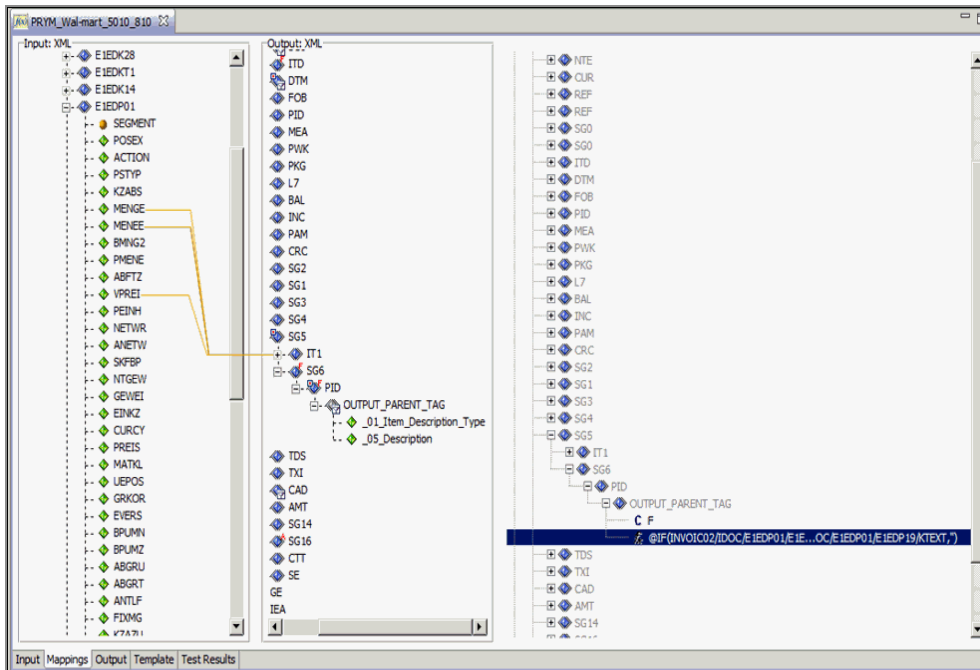 PRYM_Wal-mart_5010_810
Input: XML
E1EDK28
E1EDKT1
E1EDK14
E1EDP01
SEGMENT
POSEX
ACTION
PSTYP
KZABS
MENGE
MENEE
BMNG2
PMENE
ABFTZ
VPREI
PEINH
NETWR
ANETW
SKFBP
NTGEW
GEWEI
EINKZ
CURCY
PREIS
MATKL
UEPOS
GRKOR
EVERS
BPUMN
BPUMZ
ABGRU
ABGRT
ANTLF
FIXMG
KZAZU
Output: XML
ITD
DTM
FOB
PID
MEA
PWK
PKG
L7
BAL
INC
PAM
CRC
SG2
SG1
SG3
SG4
SG5
IT1
SG6
PID
OUTPUT_PARENT_TAG
_01_Item_Description_Type
_05_Description
TDS
TXI
CAD
AMT
SG14
SG16
CTT
SE
GE
IEA
NTE
CUR
REF
REF
SG0
SG0
ITD
DTM
FOB
PID
MEA
PWK
PKG
L7
BAL
INC
PAM
CRC
SG2
SG1
SG3
SG4
SG5
IT1
SG6
PID
OUTPUT_PARENT_TAG
C F
@IF(INVOIC02/IDOC/E1EDP01/E1E...OC/E1EDP01/E1EDP19/KTEXT,'')
TDS
TXI
CAD
AMT
SG14
Input Mappings Output Template Test Results